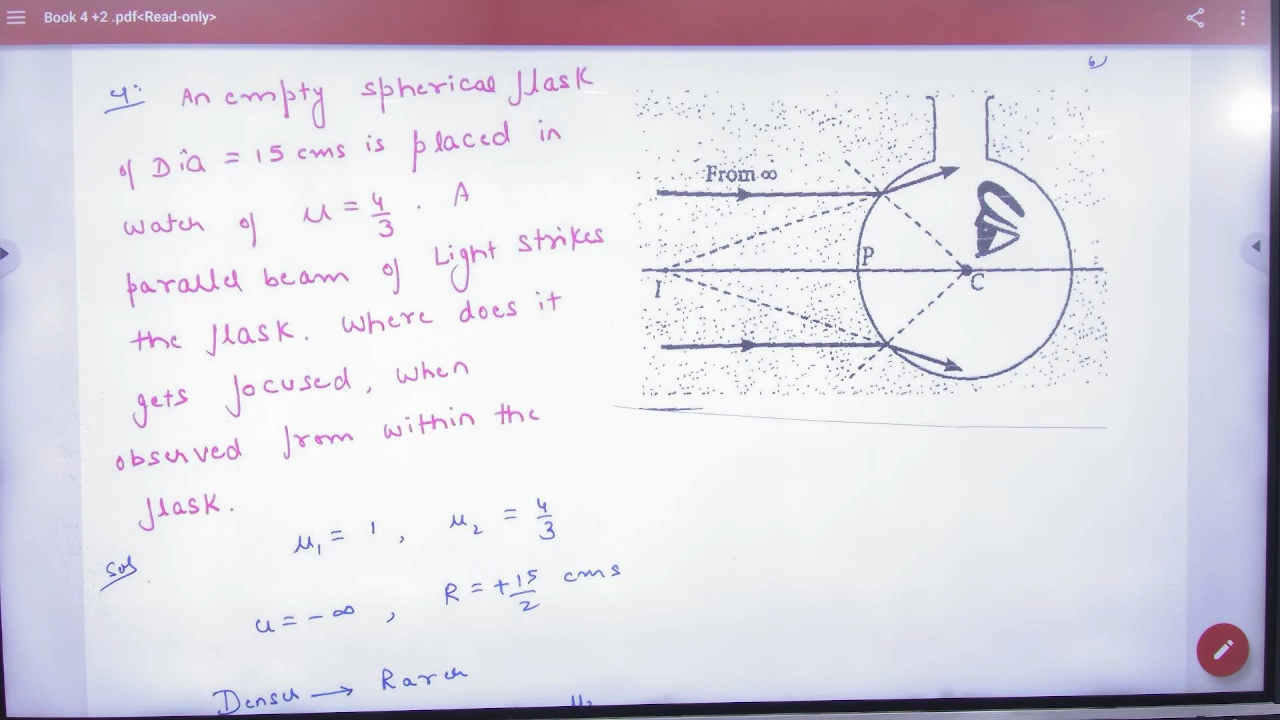 Book 4 +2 .pdf<Read-only>
6)
4: An empty spherical flask
of Dia = 15 cms is placed in
water of μ = 4/3 . A
parallel beam of Light strikes
the flask. Where does it
gets focused, when
observed from within the
flask.
From ∞
P
I
C
Sol
μ₁ = 1 , μ₂ = 4/3
u = - ∞ , R = +15/2 cms
Denser → Rarer
μ₂